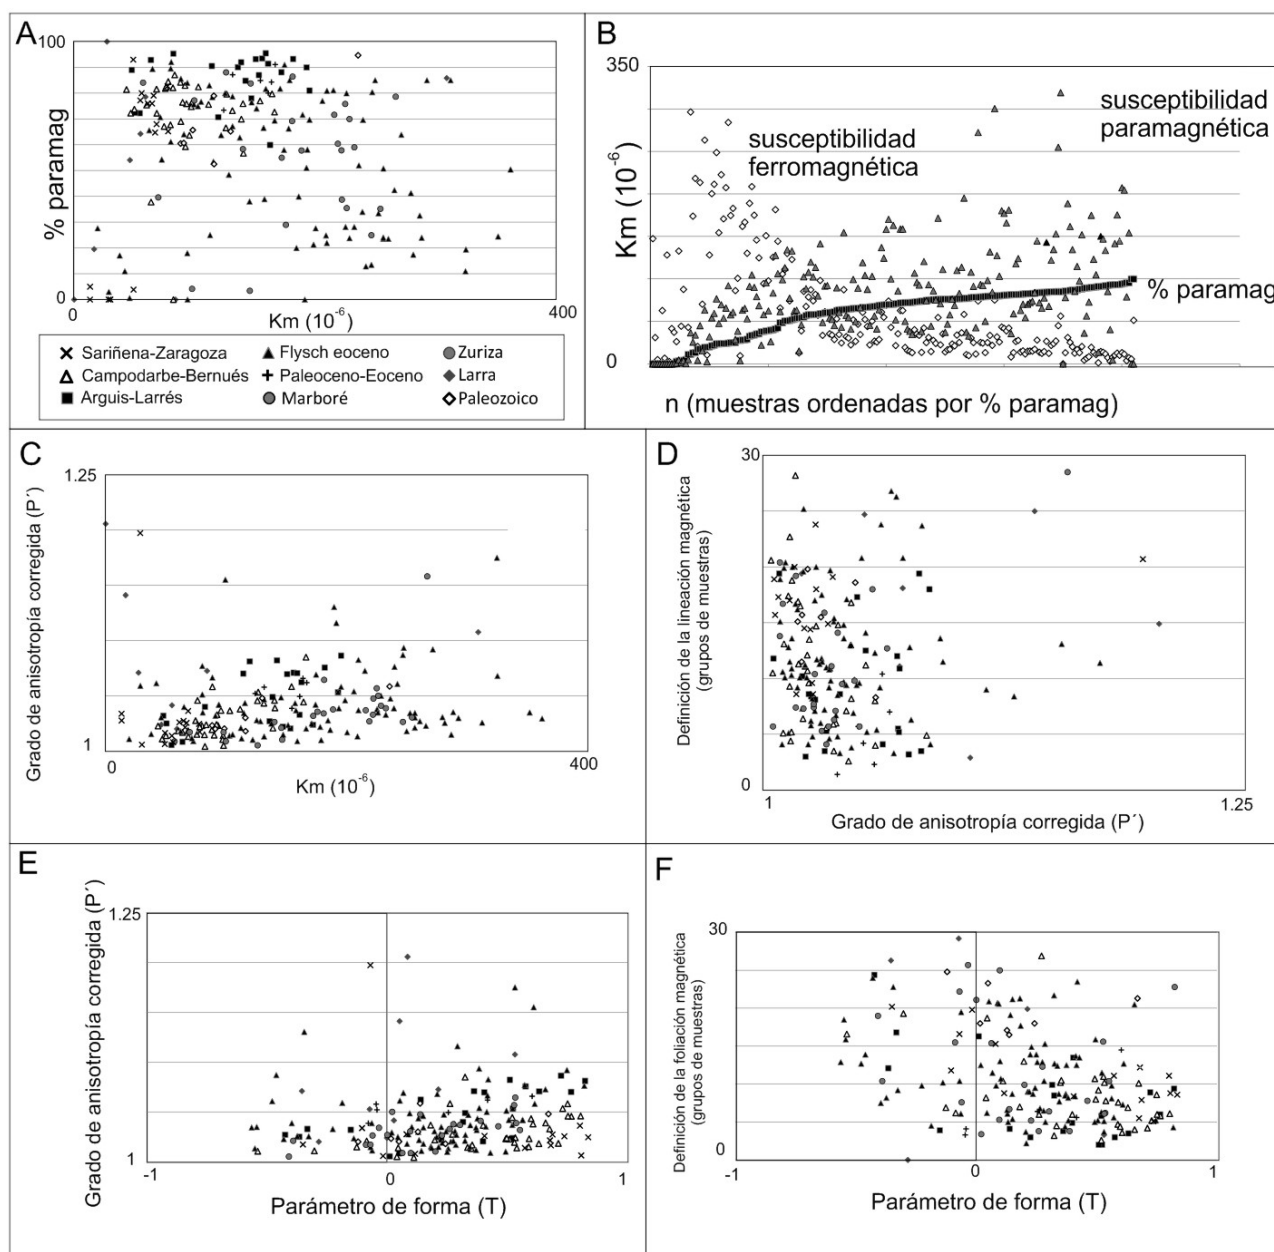 A
100
% paramag
0
0
Km (10-6)
400
Sariñena-Zaragoza
Flysch eoceno
Zuriza
Campodarbe-Bernués
Paleoceno-Eoceno
Larra
Arguis-Larrés
Marboré
Paleozoico
B
350
Km (10-6)
0
susceptibilidad
ferromagnética
susceptibilidad
paramagnética
% paramag
n (muestras ordenadas por % paramag)
C
1.25
Grado de anisotropía corregida (P´)
1
0
400
Km (10-6)
D
30
Definición de la lineación magnética
(grupos de muestras)
0
1
1.25
Grado de anisotropía corregida (P´)
E
1.25
Grado de anisotropía corregida (P´)
1
-1
0
1
Parámetro de forma (T)
F
30
Definición de la foliación magnética
(grupos de muestras)
0
-1
0
1
Parámetro de forma (T)